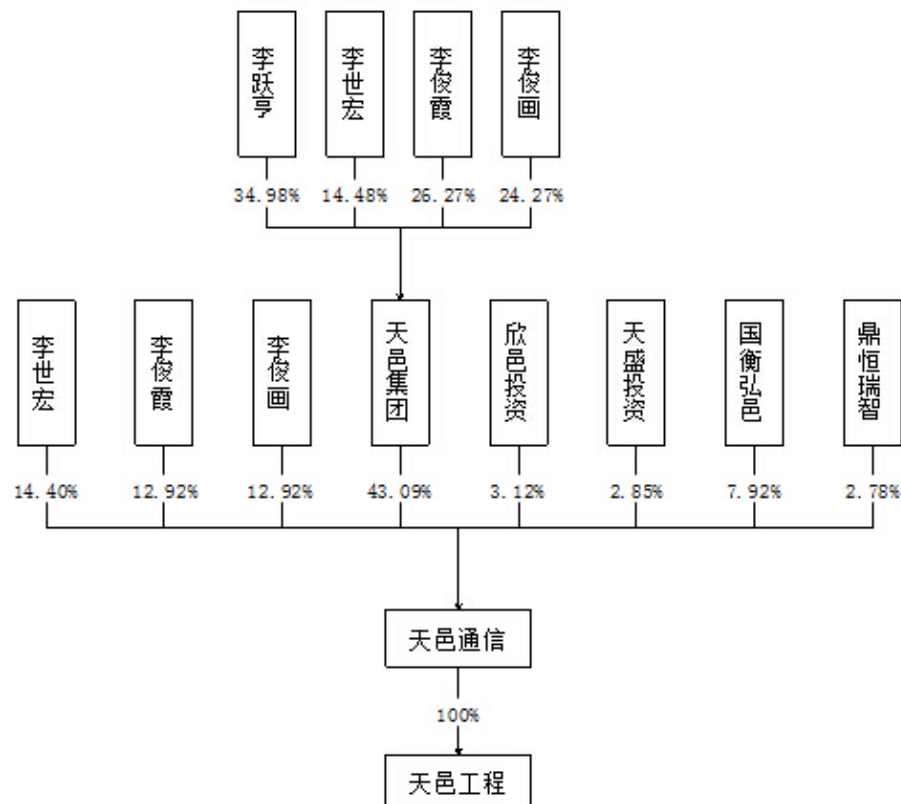 李跃亨
李世宏
李俊霞
李俊画
34.98%
14.48%
26.27%
24.27%
李世宏
李俊霞
李俊画
天邑集团
欣邑投资
天盛投资
国衡弘邑
鼎恒瑞智
14.40%
12.92%
12.92%
43.09%
3.12%
2.85%
7.92%
2.78%
天邑通信
100%
天邑工程